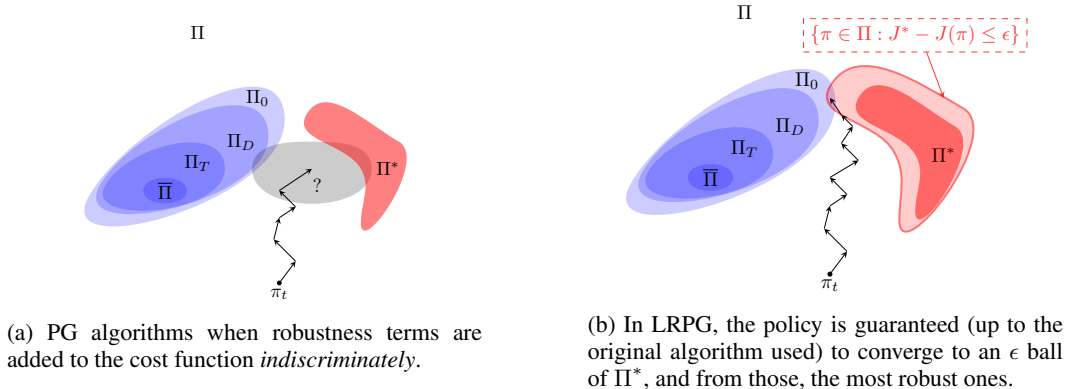 Π
Π₀
Π_D
Π_T
Π̅
Π*
?
π_t
(a) PG algorithms when robustness terms are
added to the cost function indiscriminately.
Π
{π ∈ Π : J* − J(π) ≤ ϵ}
Π₀
Π_D
Π_T
Π̅
Π*
π_t
(b) In LRPG, the policy is guaranteed (up to the
original algorithm used) to converge to an ϵ ball
of Π*, and from those, the most robust ones.